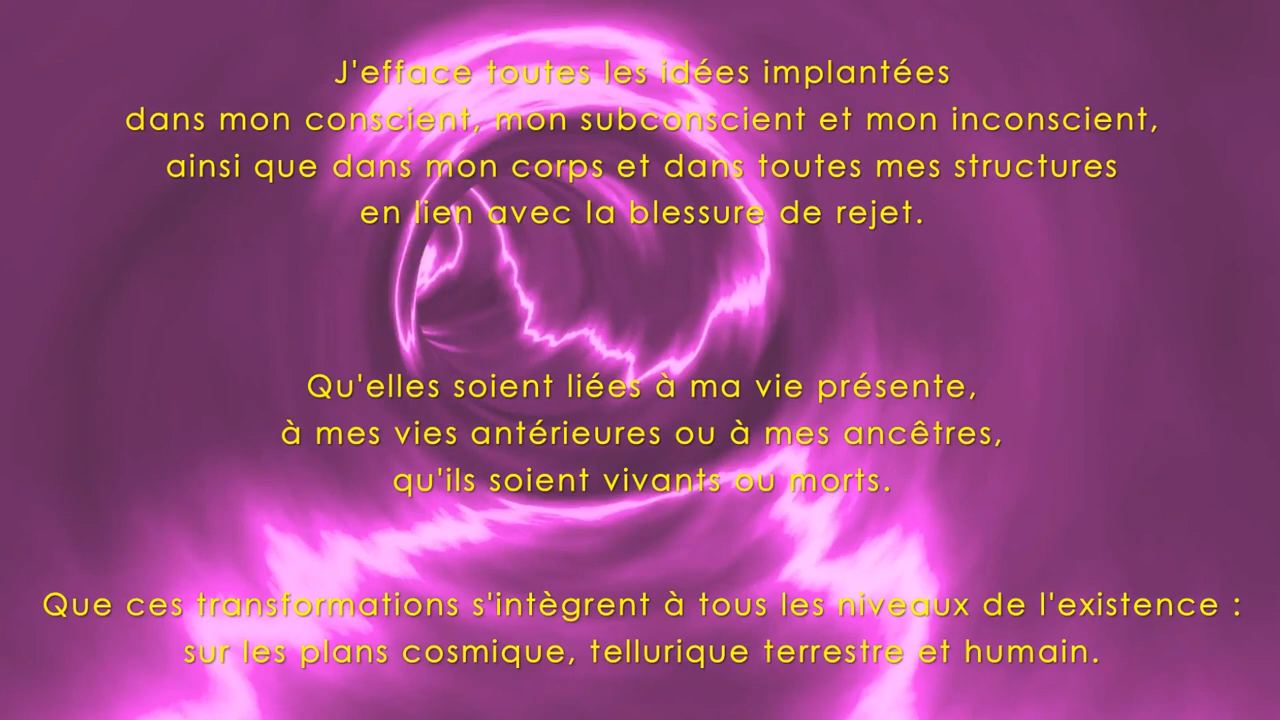 J'efface toutes les idées implantées
dans mon conscient, mon subconscient et mon inconscient,
ainsi que dans mon corps et dans toutes mes structures
en lien avec la blessure de rejet.
Qu'elles soient liées à ma vie présente,
à mes vies antérieures ou à mes ancêtres,
qu'ils soient vivants ou morts.
Que ces transformations s'intègrent à tous les niveaux de l'existence :
sur les plans cosmique, tellurique terrestre et humain.